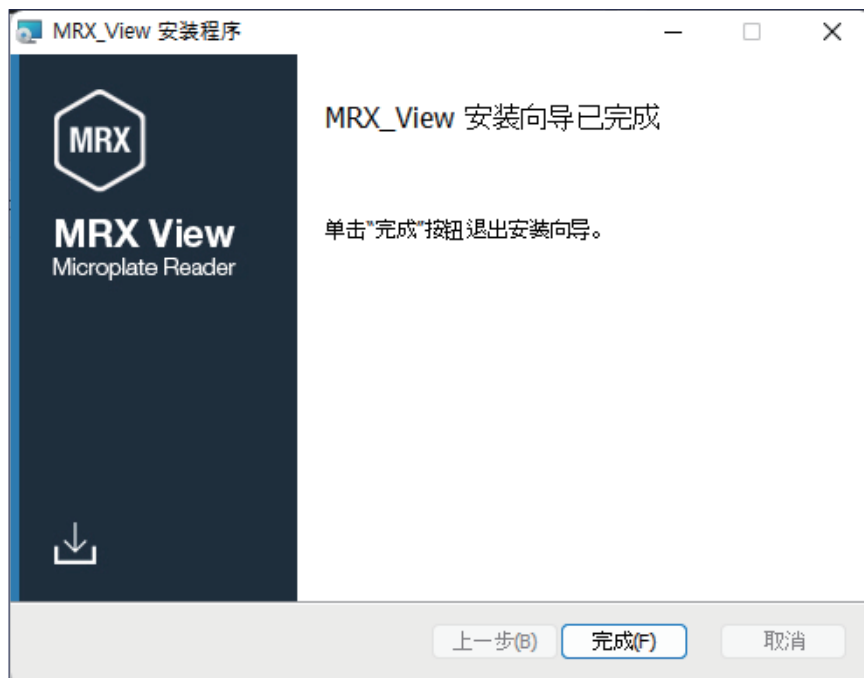 MRX_View 安装程序
MRX
MRX View
Microplate Reader
MRX_View 安装向导已完成
单击“完成”按钮退出安装向导。
上一步(B)
完成(F)
取消